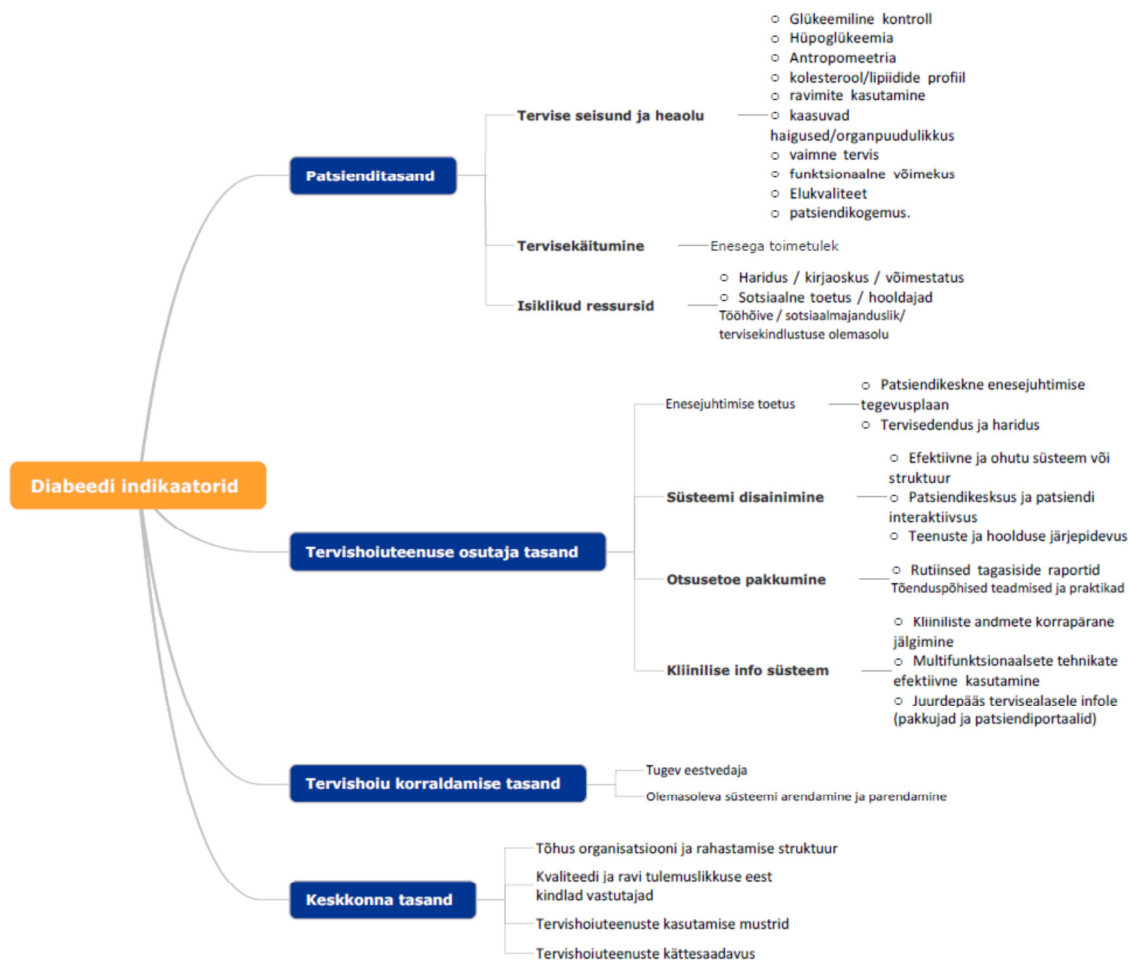 Diabeedi indikaatorid
Patsienditasand
Tervise seisund ja heaolu
○ Glükeemiline kontroll
○ Hüpoglükeemia
○ Antropomeetria
○ kolesterool/lipiidide profiil
○ ravimite kasutamine
○ kaasuvad
haigused/organpuudulikkus
○ vaimne tervis
○ funktsionaalne võimekus
○ Elukvaliteet
○ patsiendikogemus.
Tervisekäitumine
Enesega toimetulek
Isiklikud ressursid
○ Haridus / kirjaoskus / võimestatus
○ Sotsiaalne toetus / hooldajad
Tööhõive / sotsiaalmajanduslik/
tervisekindlustuse olemasolu
Tervishoiuteenuse osutaja tasand
Enesejuhtimise toetus
○ Patsiendikeskne enesejuhtimise
tegevusplaan
○ Tervisedendus ja haridus
Süsteemi disainimine
○ Efektiivne ja ohutu süsteem või
struktuur
○ Patsiendikesksus ja patsiendi
interaktiivsus
○ Teenuste ja hoolduse järjepidevus
Otsusetoe pakkumine
○ Rutiinsed tagasiside raportid
Tõenduspõhised teadmised ja praktikad
Kliinilise info süsteem
○ Kliiniliste andmete korrapärane
jälgimine
○ Multifunktsionaalsete tehnikate
efektiivne kasutamine
○ Juurdepääs tervisealasele infole
(pakkujad ja patsiendiportaalid)
Tervishoiu korraldamise tasand
Tugev eestvedaja
Olemasoleva süsteemi arendamine ja parendamine
Keskkonna tasand
Tõhus organisatsiooni ja rahastamise struktuur
Kvaliteedi ja ravi tulemuslikkuse eest
kindlad vastutajad
Tervishoiuteenuste kasutamise mustrid
Tervishoiuteenuste kättesaadavus